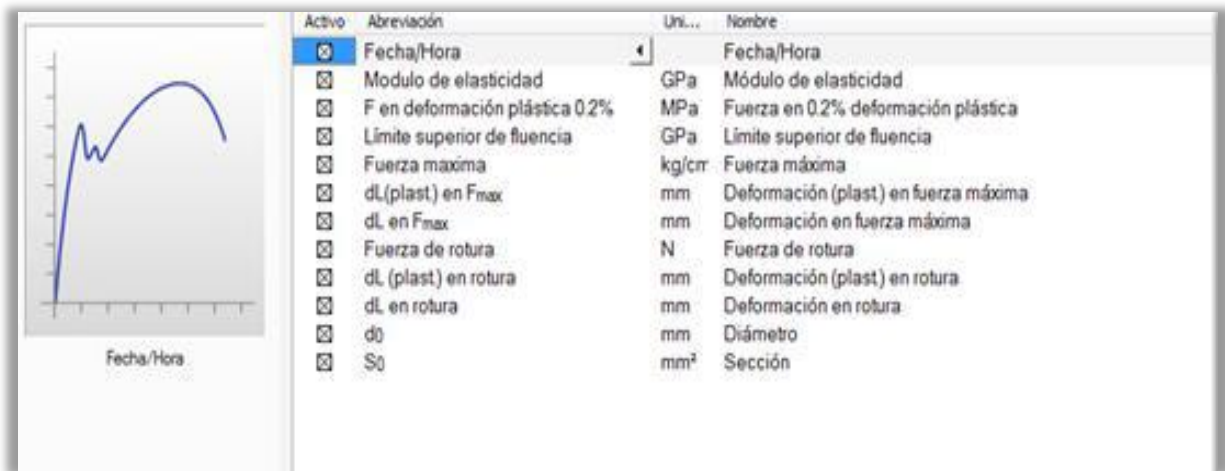 Activo Abreviación Uni... Nombre
Fecha/Hora Fecha/Hora
Modulo de elasticidad GPa Módulo de elasticidad
F en deformación plástica 0.2% MPa Fuerza en 0.2% deformación plástica
Límite superior de fluencia GPa Límite superior de fluencia
Fuerza maxima kg/cm Fuerza máxima
dL(plast.) en Fmax mm Deformación (plast.) en fuerza máxima
dL en Fmax mm Deformación en fuerza máxima
Fuerza de rotura N Fuerza de rotura
dL (plast.) en rotura mm Deformación (plast.) en rotura
dL en rotura mm Deformación en rotura
d0 mm Diámetro
S0 mm² Sección
Fecha/Hora